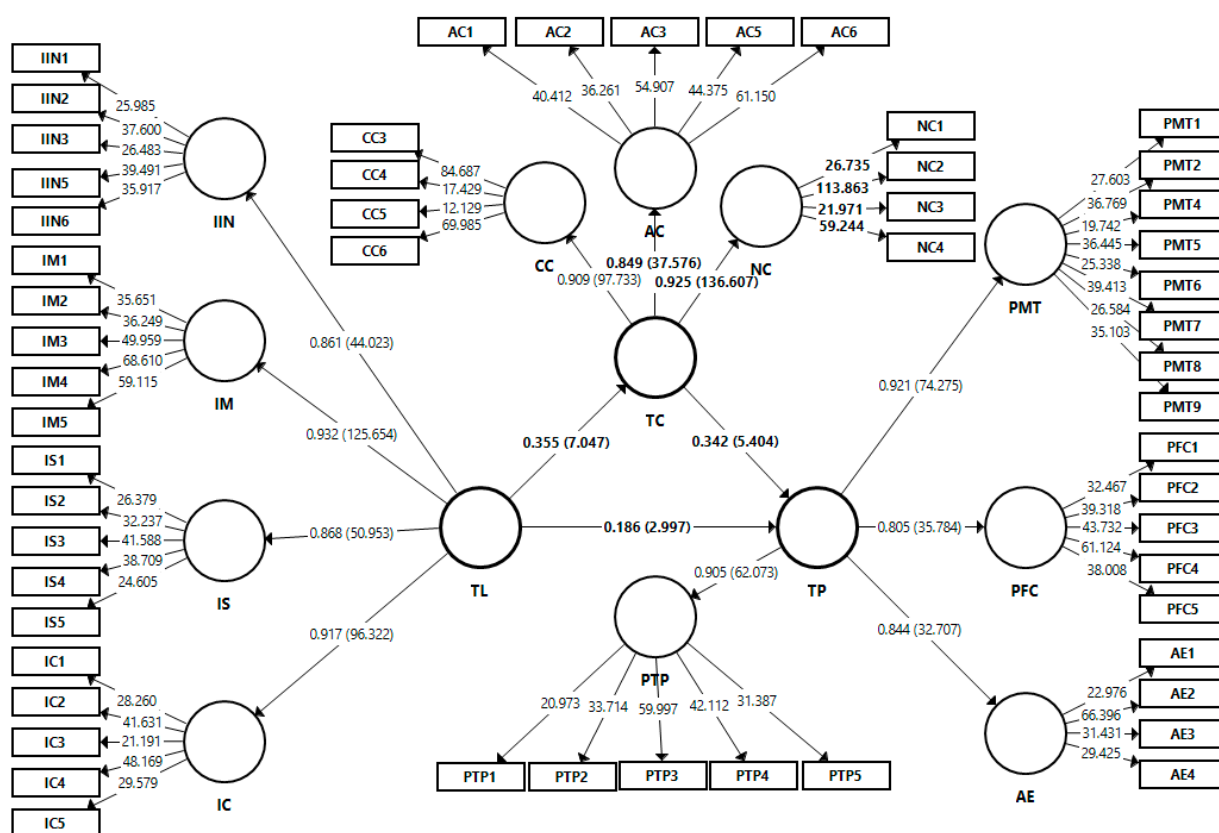 IIN1
IIN2
IIN3
IIN5
IIN6
25.985
37.600
26.483
39.491
35.917
IIN
IM1
IM2
IM3
IM4
IM5
35.651
36.249
49.959
68.610
59.115
IM
IS1
IS2
IS3
IS4
IS5
26.379
32.237
41.588
38.709
24.605
IS
IC1
IC2
IC3
IC4
IC5
28.260
41.631
21.191
48.169
29.579
IC
0.861 (44.023)
0.932 (125.654)
0.868 (50.953)
0.917 (96.322)
TL
AC1
AC2
AC3
AC5
AC6
40.412
36.261
54.907
44.375
61.150
AC
CC3
CC4
CC5
CC6
84.687
17.429
12.129
69.985
CC
NC1
NC2
NC3
NC4
26.735
113.863
21.971
59.244
NC
0.909 (97.733)
0.849 (37.576)
0.925 (136.607)
TC
0.355 (7.047)
0.342 (5.404)
0.186 (2.997)
TP
0.905 (62.073)
PTP
20.973
33.714
59.997
42.112
31.387
PTP1
PTP2
PTP3
PTP4
PTP5
0.921 (74.275)
0.805 (35.784)
0.844 (32.707)
PMT
27.603
36.769
19.742
36.445
25.338
39.413
26.584
35.103
PMT1
PMT2
PMT4
PMT5
PMT6
PMT7
PMT8
PMT9
PFC
32.467
39.318
43.732
61.124
38.008
PFC1
PFC2
PFC3
PFC4
PFC5
AE
22.976
66.396
31.431
29.425
AE1
AE2
AE3
AE4